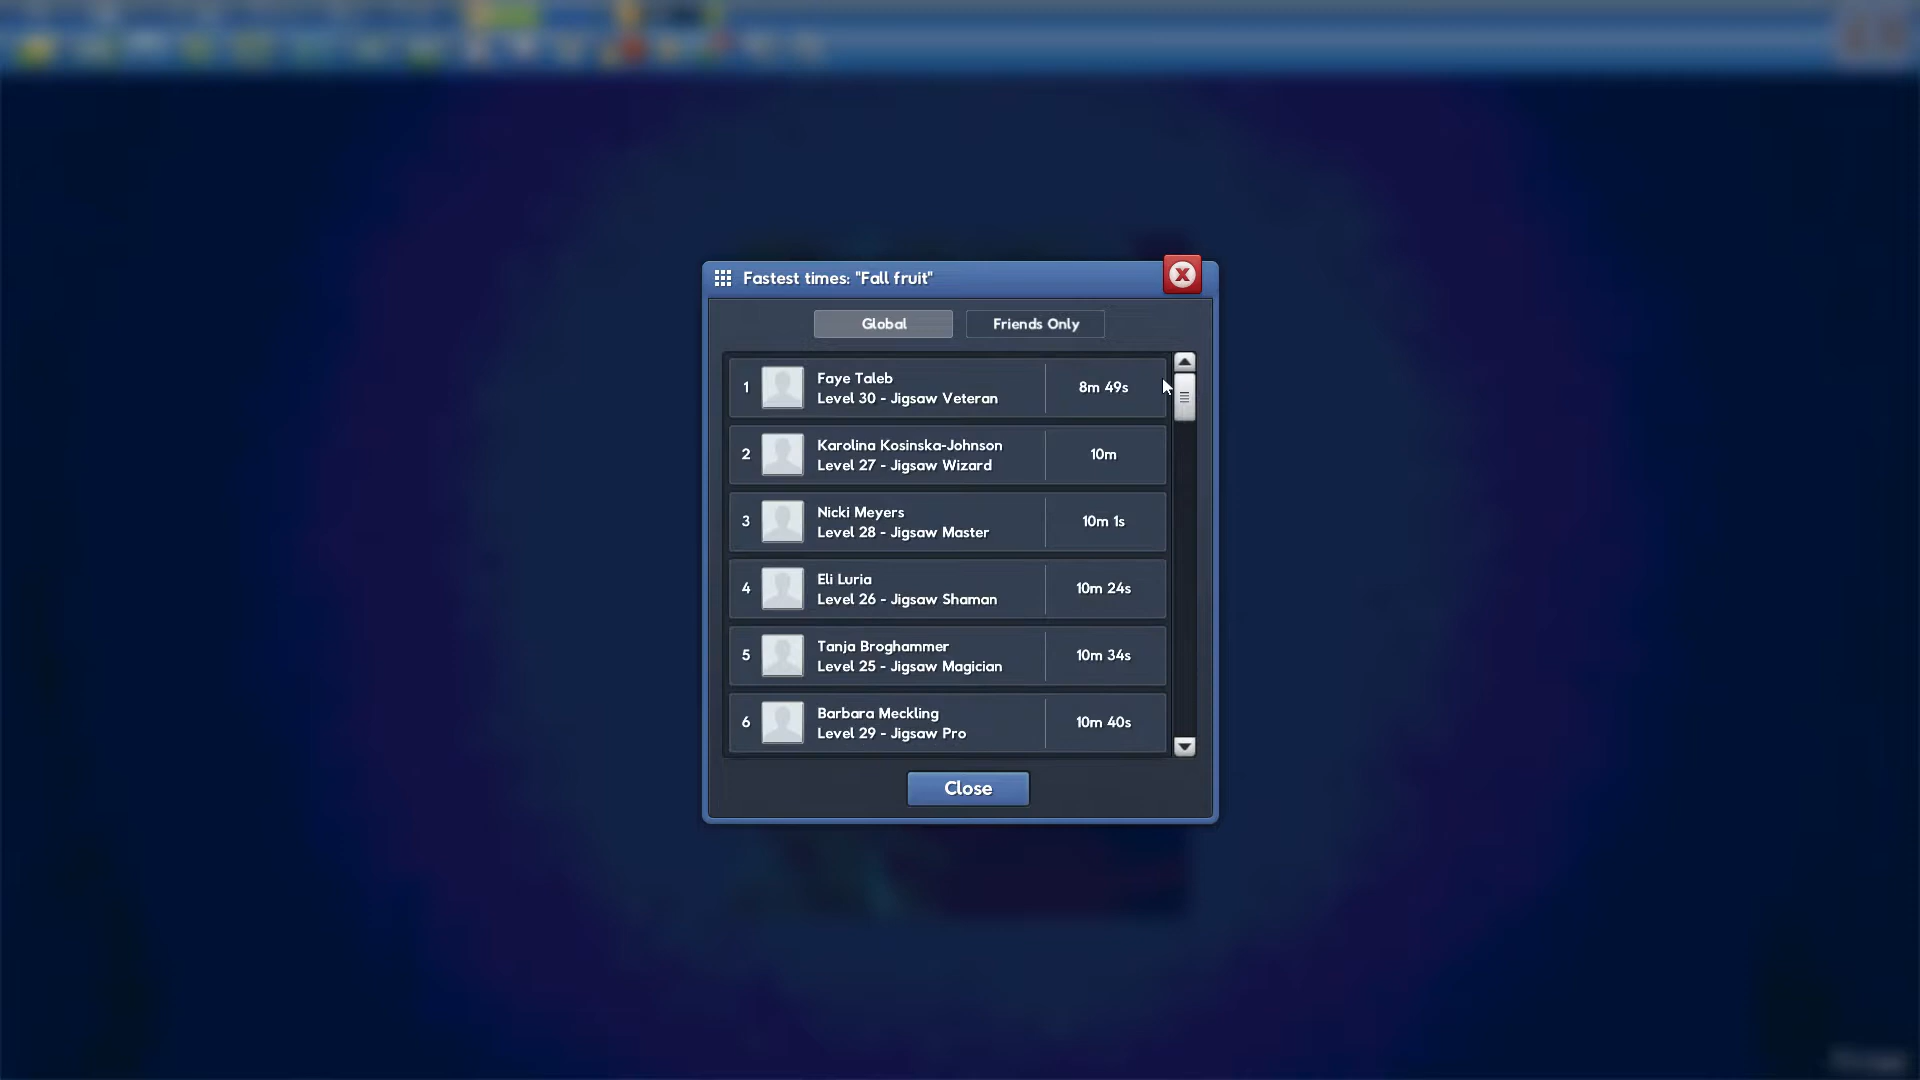 Fastest times: "Fall fruit"
Global
Friends Only
1
Faye Taleb
Level 30 - Jigsaw Veteran
8m 49s
2
Karolina Kosinska-Johnson
Level 27 - Jigsaw Wizard
10m
3
Nicki Meyers
Level 28 - Jigsaw Master
10m 1s
4
Eli Luria
Level 26 - Jigsaw Shaman
10m 24s
5
Tanja Broghammer
Level 25 - Jigsaw Magician
10m 34s
6
Barbara Meckling
Level 29 - Jigsaw Pro
10m 40s
Close